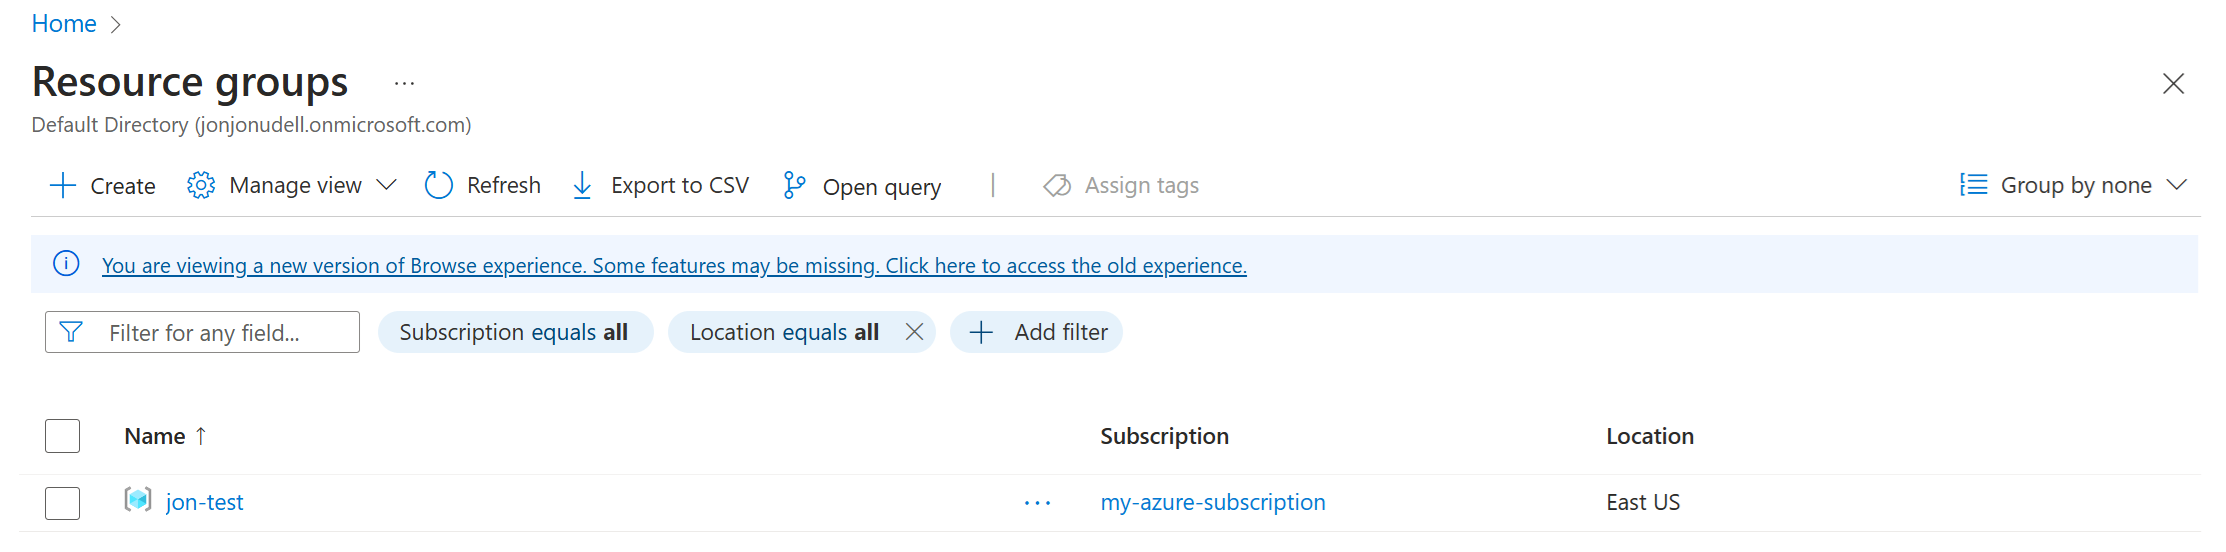 Home
Resource groups ...
Default Directory (jonjonudell.onmicrosoft.com)
Create Manage view Refresh Export to CSV Open query | Assign tags Group by none
You are viewing a new version of Browse experience. Some features may be missing. Click here to access the old experience.
Filter for any field... Subscription equals all Location equals all Add filter
Name ↑ Subscription Location
jon-test ... my-azure-subscription East US